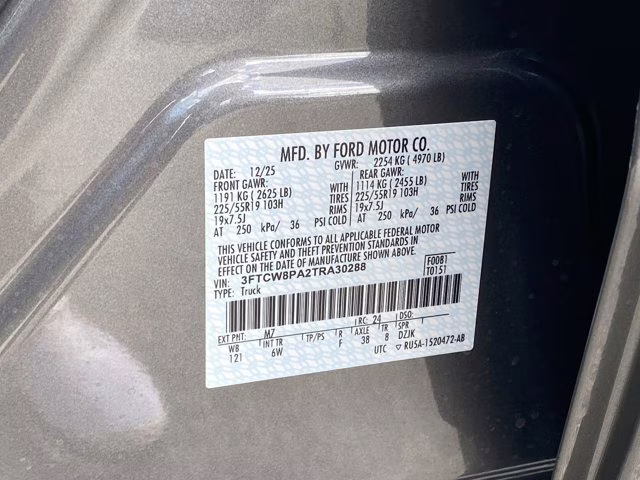 MFD. BY FORD MOTOR CO.
DATE: 12/25 GVWR: 2254 KG ( 4970 LB)
FRONT GAWR: REAR GAWR:
1191 KG ( 2625 LB) WITH 1114 KG ( 2455 LB) WITH
225/55R19 103H TIRES 225/55R19 103H TIRES
19x7.5J RIMS 19x7.5J RIMS
AT 250 kPa/ 36 PSI COLD AT 250 kPa/ 36 PSI COLD
THIS VEHICLE CONFORMS TO ALL APPLICABLE FEDERAL MOTOR
VEHICLE SAFETY AND THEFT PREVENTION STANDARDS IN
EFFECT ON THE DATE OF MANUFACTURE SHOWN ABOVE.
VIN: 3FTCW8PA2TRA30288 F0081
TYPE: Truck T0151
EXT PNT: M7 RC: 24 DSO:
WB INT TR TP/PS R AXLE TR SPR
121 6W F 38 8 DZJK
UTC RU5A-1520472-AB